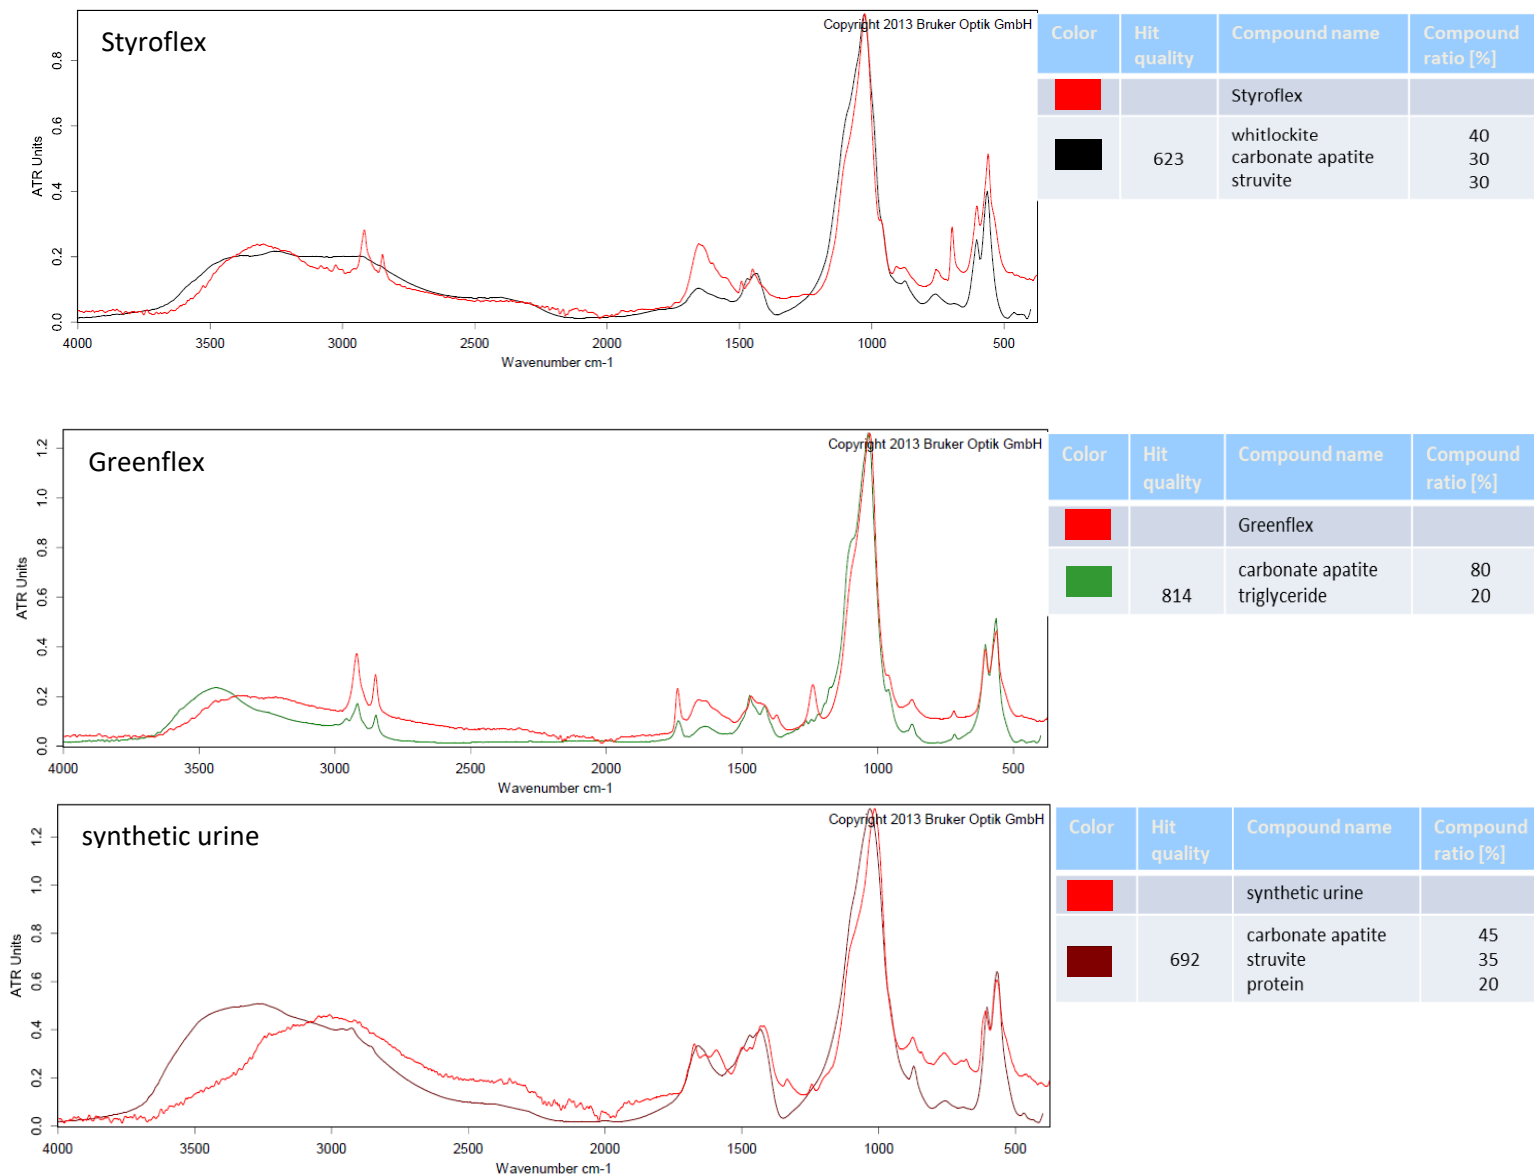 Styroflex
Copyright 2013 Bruker Optik GmbH
ATR Units
0.8
0.6
0.4
0.2
0.0
4000 3500 3000 2500 2000 1500 1000 500
Wavenumber cm-1
Color Hit quality Compound name Compound ratio [%]
Styroflex
623
whitlockite 40
carbonate apatite 30
struvite 30
Greenflex
Copyright 2013 Bruker Optik GmbH
ATR Units
1.2
1.0
0.8
0.6
0.4
0.2
0.0
4000 3500 3000 2500 2000 1500 1000 500
Wavenumber cm-1
Color Hit quality Compound name Compound ratio [%]
Greenflex
814
carbonate apatite 80
triglyceride 20
synthetic urine
Copyright 2013 Bruker Optik GmbH
ATR Units
1.2
1.0
0.8
0.6
0.4
0.2
0.0
4000 3500 3000 2500 2000 1500 1000 500
Wavenumber cm-1
Color Hit quality Compound name Compound ratio [%]
synthetic urine
692
carbonate apatite 45
struvite 35
protein 20